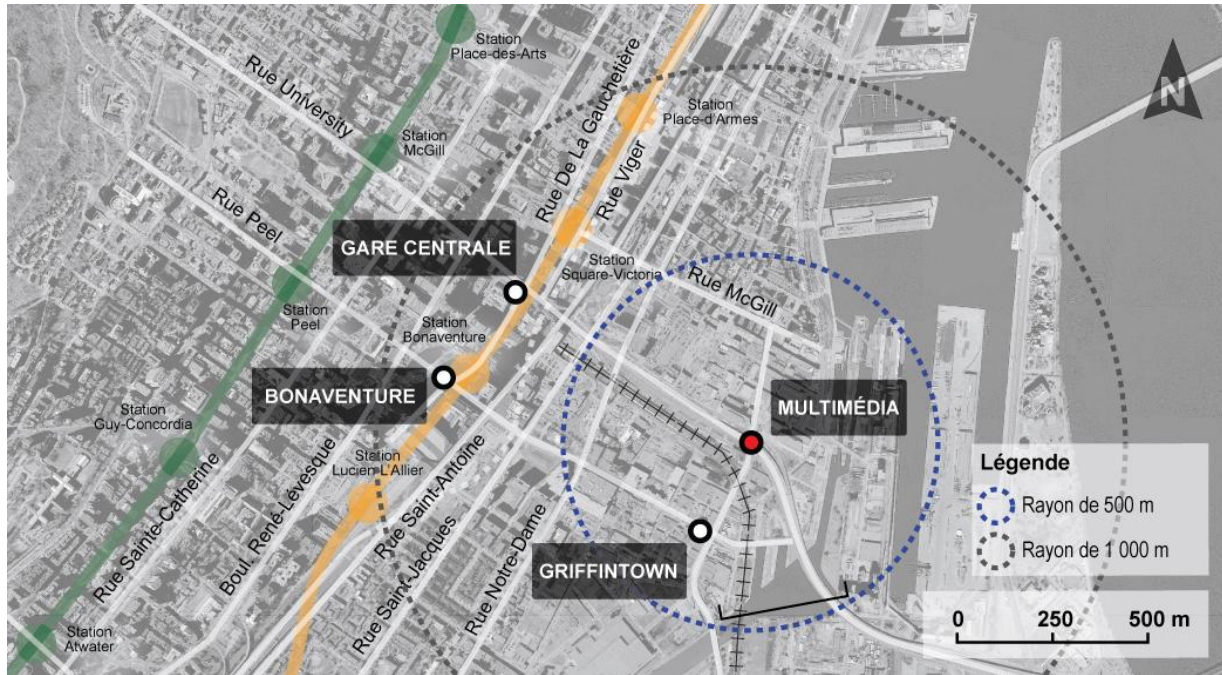 Station
Place-des-Arts
Rue University
Station
McGill
Rue De La Gauchetière
Station
Place-d'Armes
Rue Viger
N
Rue Peel
GARE CENTRALE
Station
Square-Victoria
Rue McGill
Station
Peel
Station
Bonaventure
BONAVENTURE
MULTIMÉDIA
Station
Guy-Concordia
Station
Lucien-L'Allier
Rue Sainte-Catherine
Boul. René-Lévesque
Rue Saint-Antoine
Rue Saint-Jacques
Rue Notre-Dame
GRIFFINTOWN
Station
Atwater
Légende
Rayon de 500 m
Rayon de 1 000 m
0 250 500 m